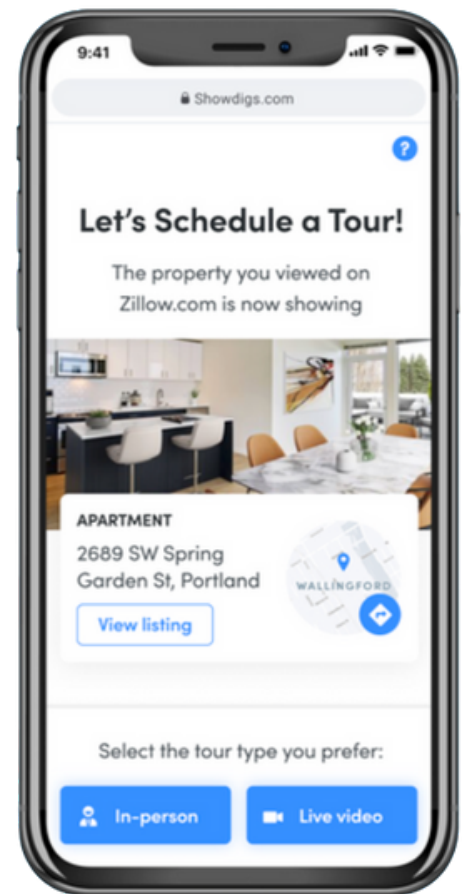 9:41
Showdigs.com
?
Let's Schedule a Tour!
The property you viewed on
Zillow.com is now showing
APARTMENT
2689 SW Spring
Garden St, Portland
WALLINGFORD
View listing
Select the tour type you prefer:
In-person
Live video